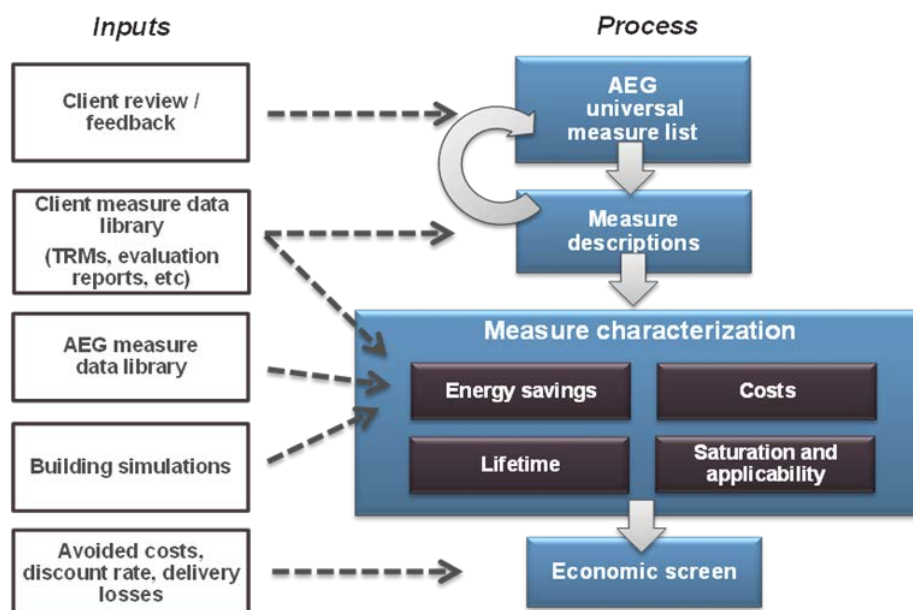 Inputs
Process
Client review /
feedback
AEG
universal
measure list
Client measure data
library
(TRMs, evaluation
reports, etc)
Measure
descriptions
AEG measure
data library
Measure characterization
Energy savings
Costs
Lifetime
Saturation and
applicability
Building simulations
Avoided costs,
discount rate, delivery
losses
Economic screen